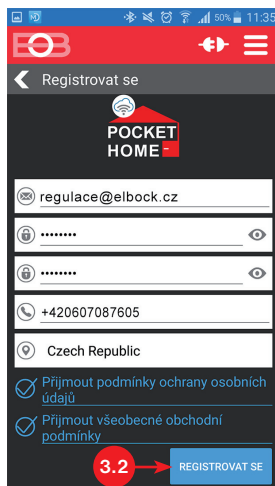 50% 11:35
EOB
Registrovat se
POCKET
HOME
regulace@elbock.cz
••••••••
••••••••
+420607087605
Czech Republic
Přijmout podmínky ochrany osobních
údajů
Přijmout všeobecné obchodní
podmínky
3.2
REGISTROVAT SE